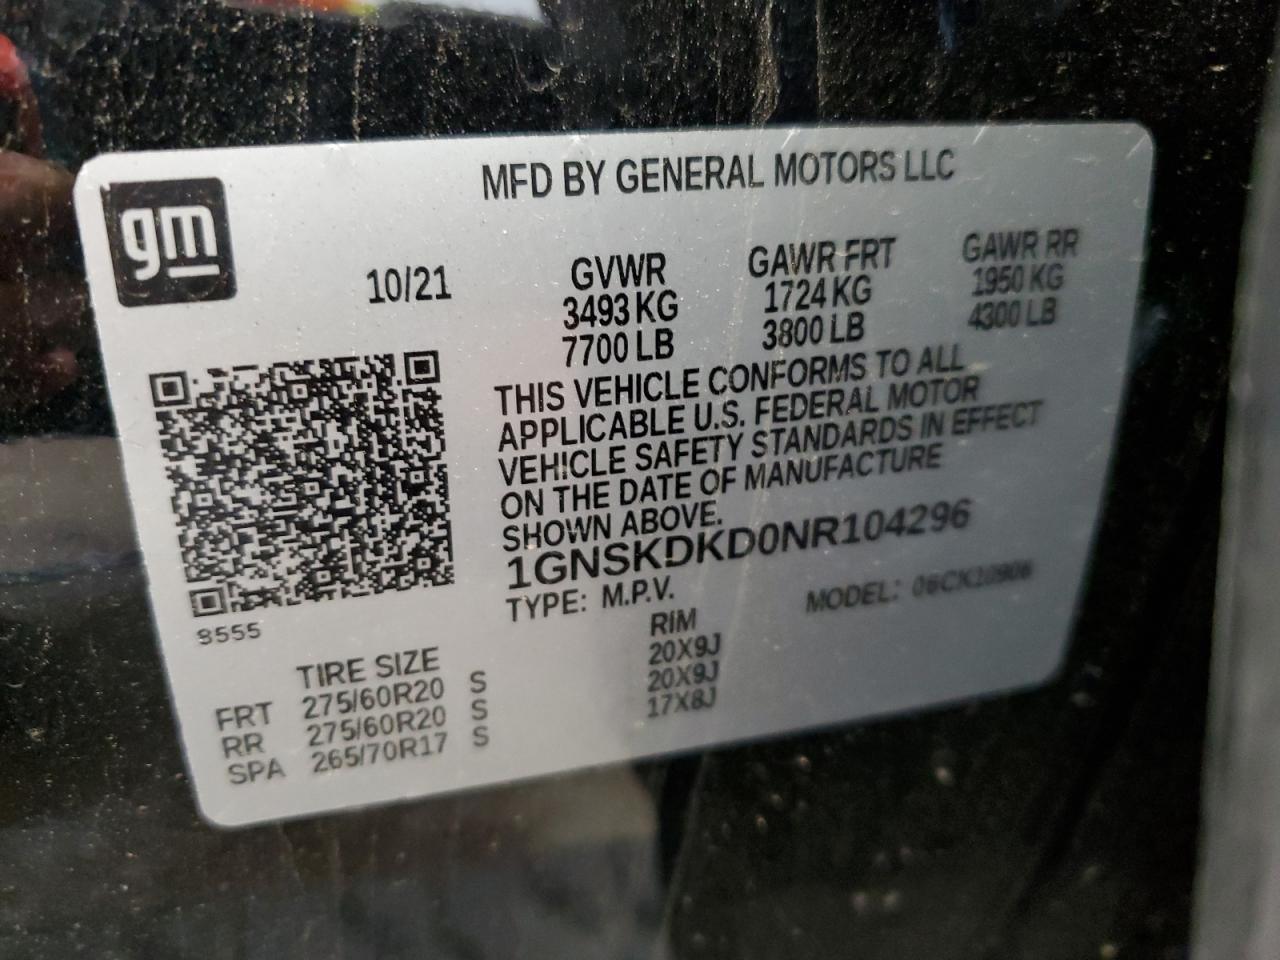 gm
MFD BY GENERAL MOTORS LLC
10/21
GVWR GAWR FRT GAWR RR
3493 KG 1724 KG 1950 KG
7700 LB 3800 LB 4300 LB
THIS VEHICLE CONFORMS TO ALL
APPLICABLE U.S. FEDERAL MOTOR
VEHICLE SAFETY STANDARDS IN EFFECT
ON THE DATE OF MANUFACTURE
SHOWN ABOVE.
1GNSKDKD0NR104296
TYPE: M.P.V. MODEL: 06CK10906
8555
TIRE SIZE RIM
FRT 275/60R20 S 20X9J
RR 275/60R20 S 20X9J
SPA 265/70R17 S 17X8J